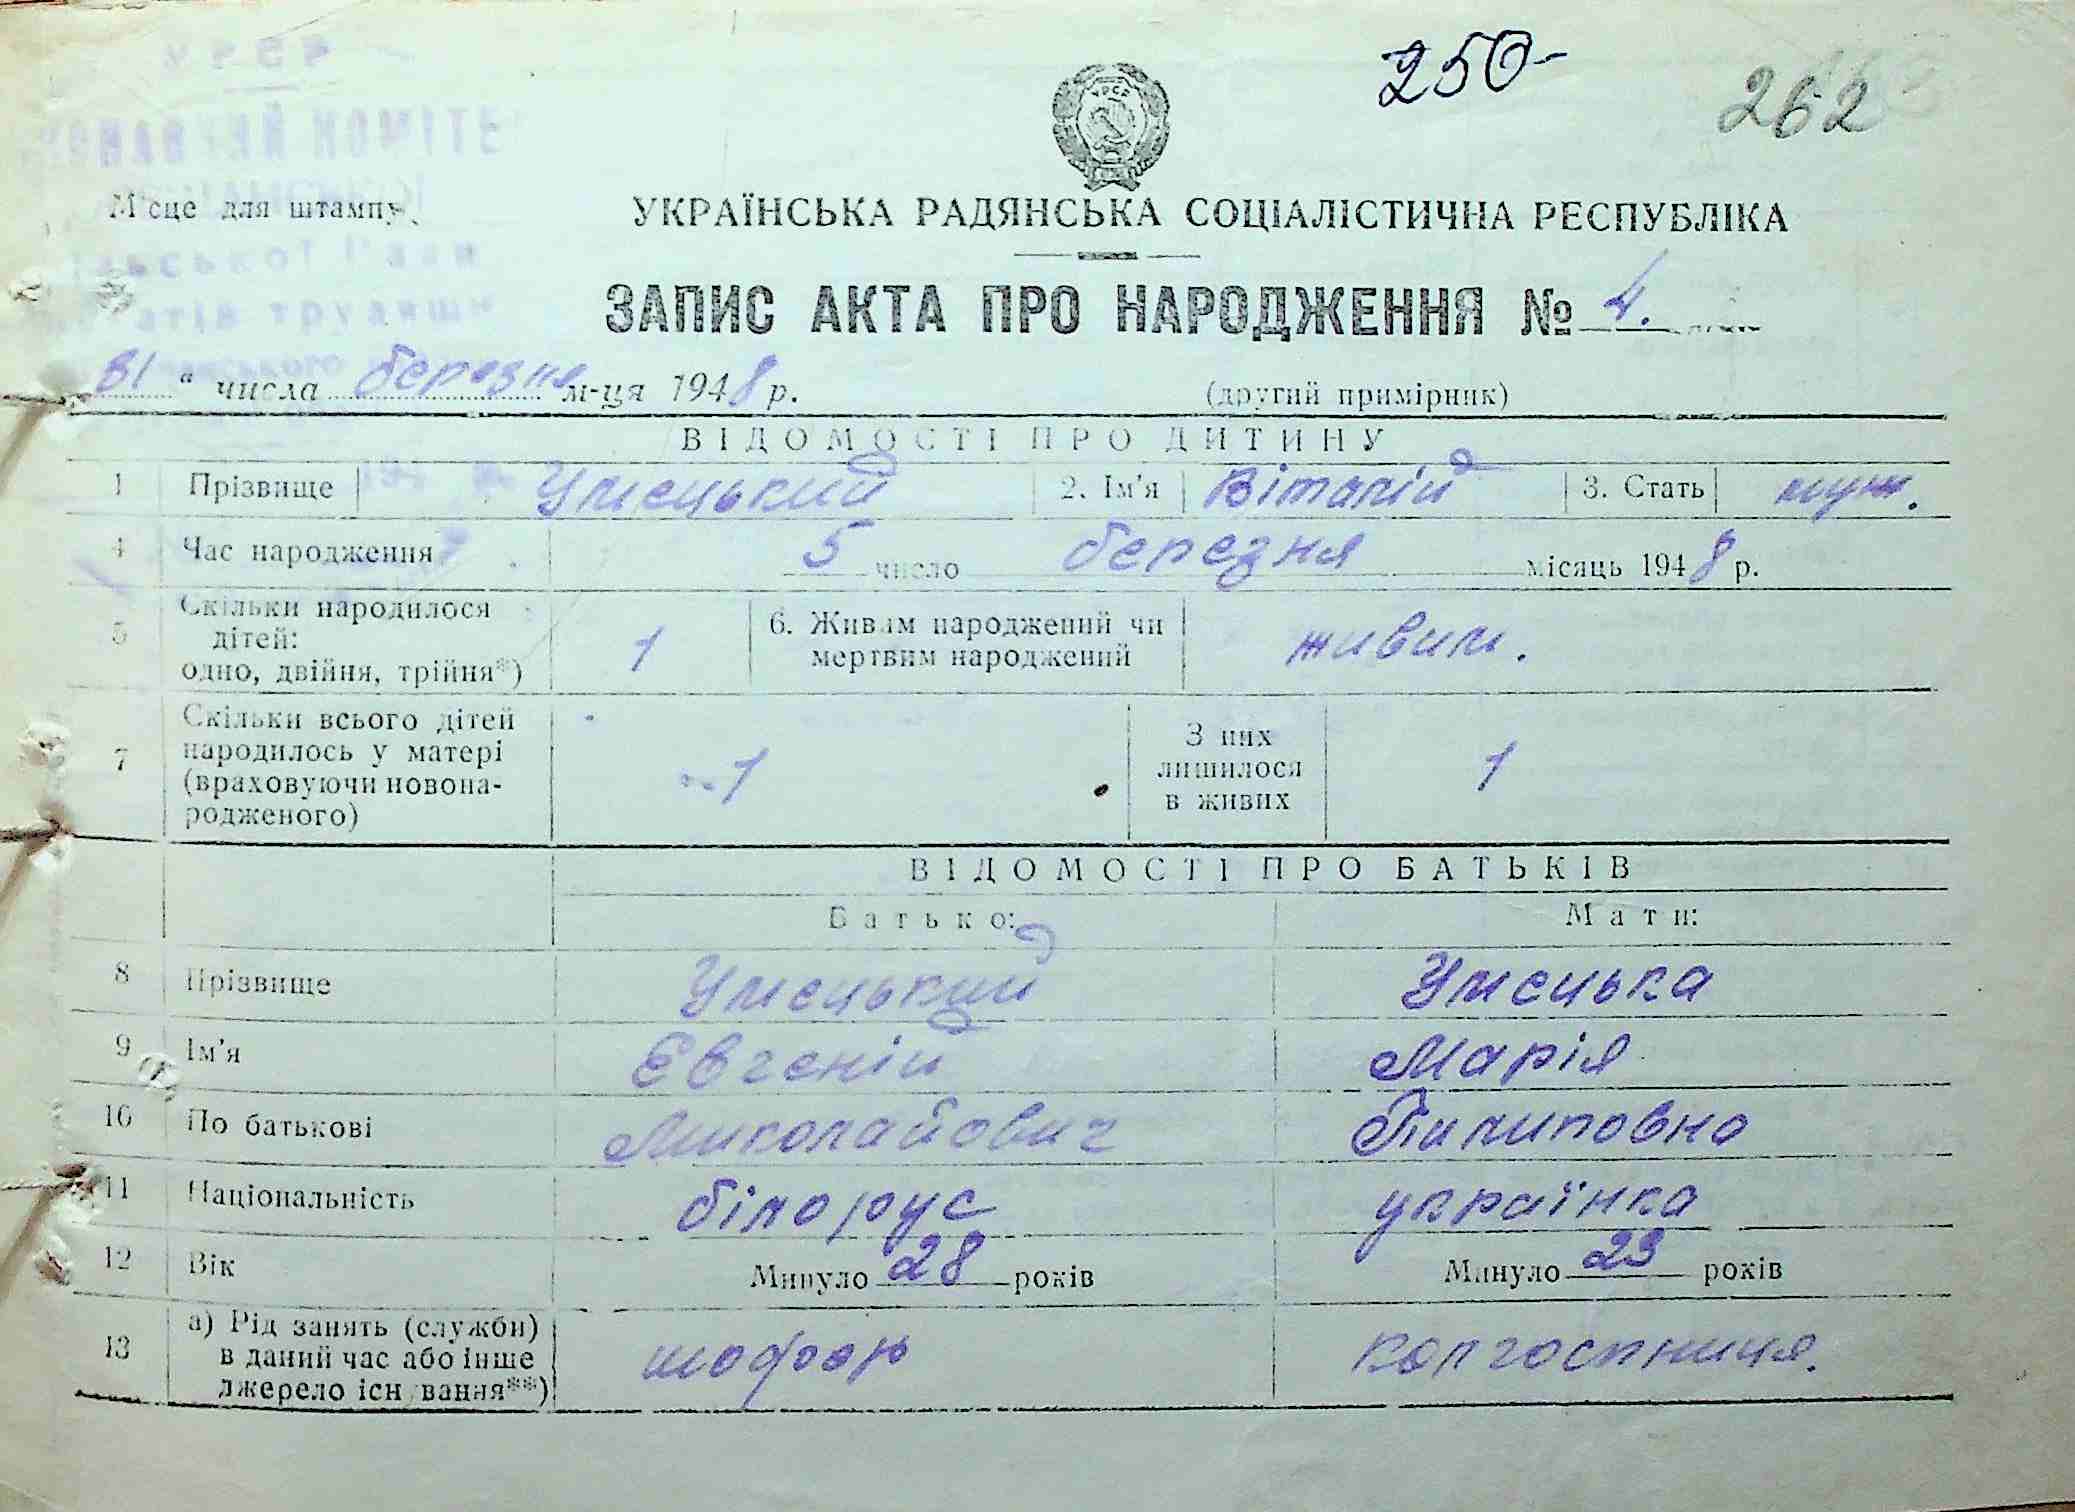 250-
262
УРСР
УРСР
Місце для штампу
УКРАЇНСЬКА РАДЯНСЬКА СОЦІАЛІСТИЧНА РЕСПУБЛІКА
ЗАПИС АКТА ПРО НАРОДЖЕННЯ № 4.
31 " числа березня м-ця 1948 р. (другий примірник)
ВІДОМОСТІ ПРО ДИТИНУ
1 Прізвище Умецький 2. Ім'я Віталій 3. Стать муж.
4 Час народження 5 число березня місяць 1948 р.
5 Скільки народилося
дітей:
одно, двійня, трійня*) 1 6. Живим народжений чи
мертвим народжений живим.
7 Скільки всього дітей
народилось у матері
(враховуючи новона-
родженого) 1 З них
лишилося
в живих 1
ВІДОМОСТІ ПРО БАТЬКІВ
Батько: Мати:
8 Прізвище Умецький Умецька
9 Ім'я Євгеній Марія
10 По батькові Миколайович Пилиповна
11 Національність білорус українка
12 Вік Минуло 28 років Минуло 23 років
13 а) Рід занять (служби)
в даний час або інше
джерело існування**) шофер колгоспниця.